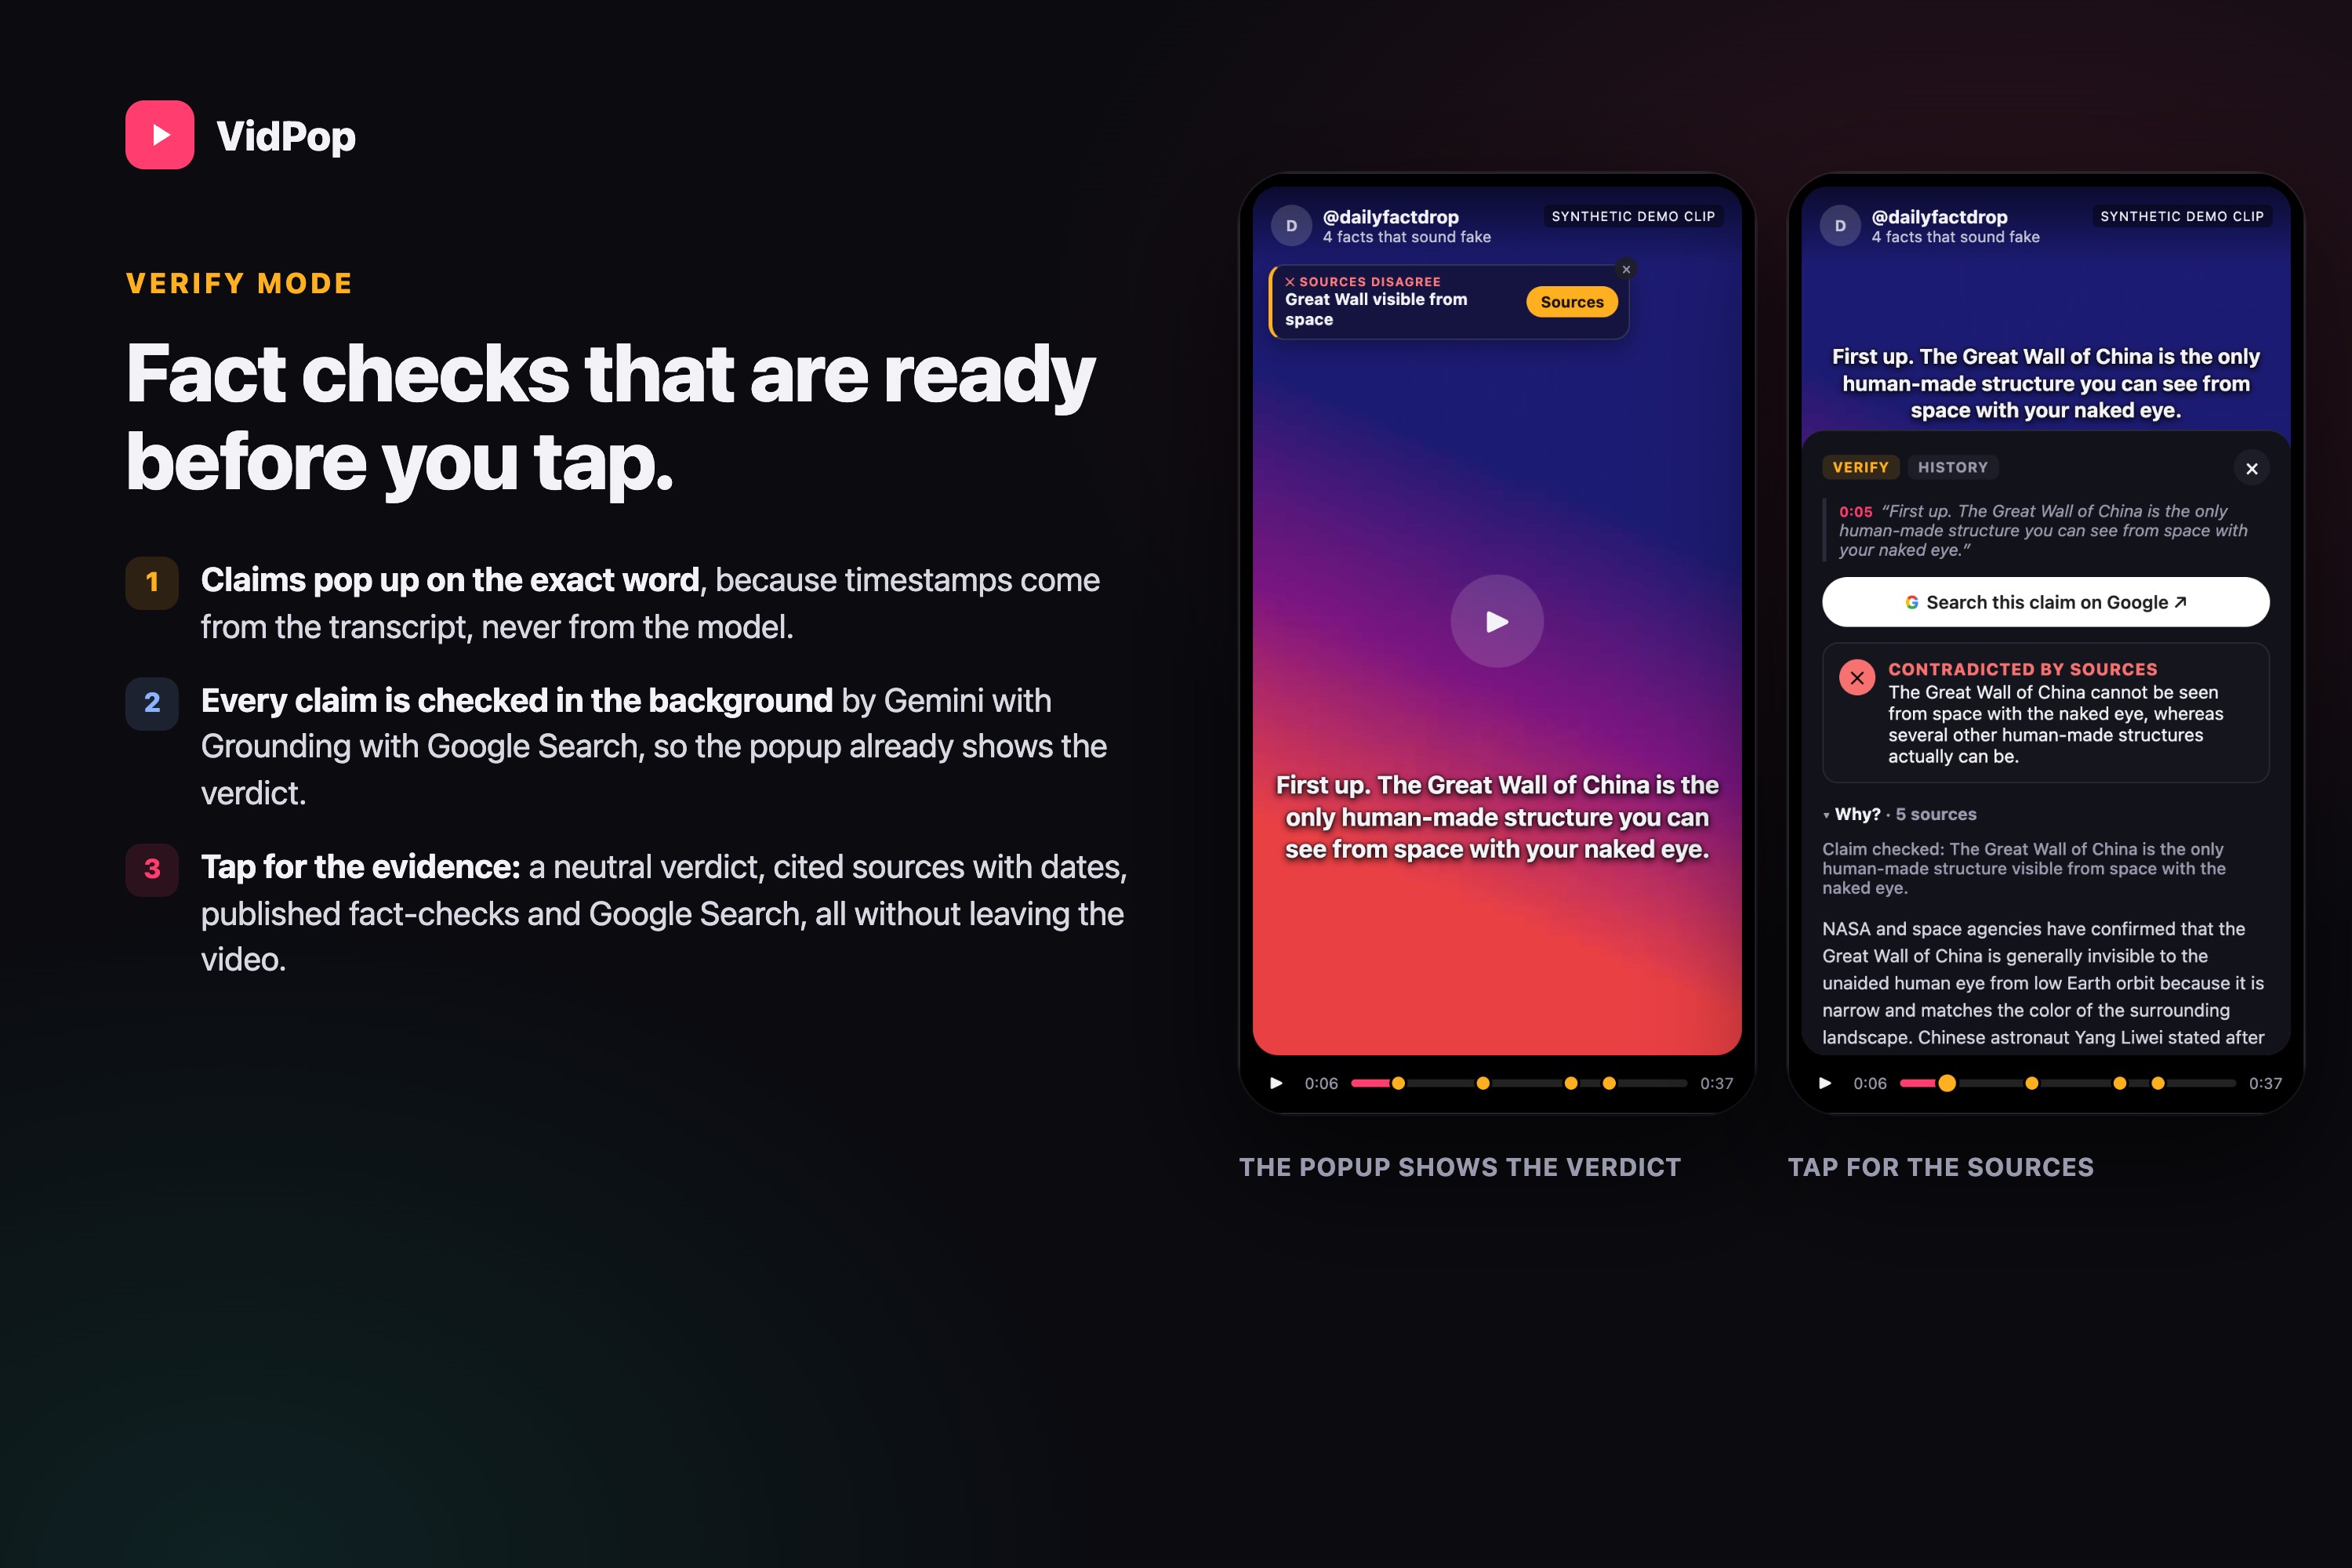 VidPop
VERIFY MODE
Fact checks that are ready
before you tap.
1
Claims pop up on the exact word, because timestamps come
from the transcript, never from the model.
2
Every claim is checked in the background by Gemini with
Grounding with Google Search, so the popup already shows the
verdict.
3
Tap for the evidence: a neutral verdict, cited sources with dates,
published fact-checks and Google Search, all without leaving the
video.
D
@dailyfactdrop
4 facts that sound fake
SYNTHETIC DEMO CLIP
× SOURCES DISAGREE
Great Wall visible from
space
Sources
×
First up. The Great Wall of China is the
only human-made structure you can
see from space with your naked eye.
0:06
0:37
THE POPUP SHOWS THE VERDICT
D
@dailyfactdrop
4 facts that sound fake
SYNTHETIC DEMO CLIP
First up. The Great Wall of China is the only
human-made structure you can see from
space with your naked eye.
VERIFY
HISTORY
×
0:05 “First up. The Great Wall of China is the only
human-made structure you can see from space with
your naked eye.”
G Search this claim on Google ↗
× CONTRADICTED BY SOURCES
The Great Wall of China cannot be seen
from space with the naked eye, whereas
several other human-made structures
actually can be.
▾ Why? · 5 sources
Claim checked: The Great Wall of China is the only
human-made structure visible from space with the
naked eye.
NASA and space agencies have confirmed that the
Great Wall of China is generally invisible to the
unaided human eye from low Earth orbit because it is
narrow and matches the color of the surrounding
landscape. Chinese astronaut Yang Liwei stated after
0:06
0:37
TAP FOR THE SOURCES